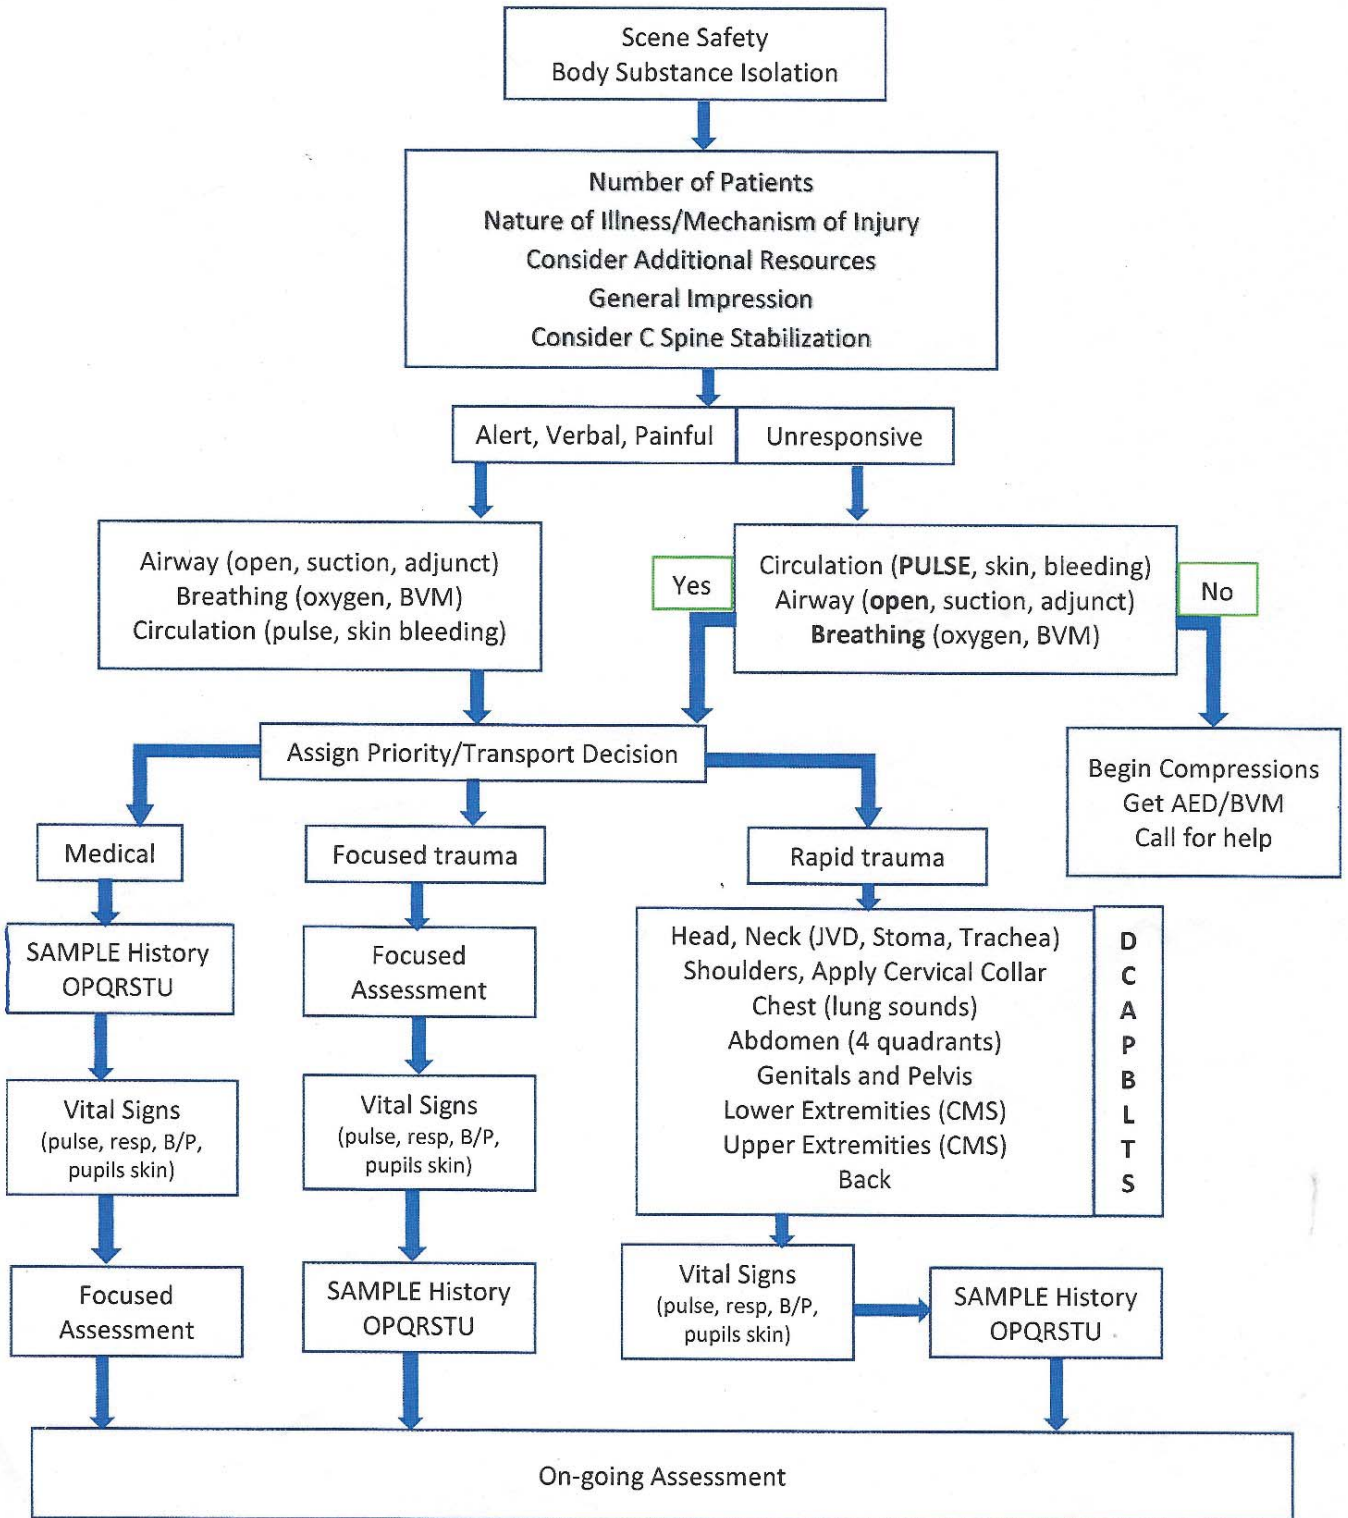 Scene Safety
Body Substance Isolation
Number of Patients
Nature of Illness/Mechanism of Injury
Consider Additional Resources
General Impression
Consider C Spine Stabilization
Alert, Verbal, Painful
Unresponsive
Airway (open, suction, adjunct)
Breathing (oxygen, BVM)
Circulation (pulse, skin bleeding)
Yes
Circulation (PULSE, skin, bleeding)
Airway (open, suction, adjunct)
Breathing (oxygen, BVM)
No
Assign Priority/Transport Decision
Begin Compressions
Get AED/BVM
Call for help
Medical
Focused trauma
Rapid trauma
SAMPLE History
OPQRSTU
Focused
Assessment
Head, Neck (JVD, Stoma, Trachea)
Shoulders, Apply Cervical Collar
Chest (lung sounds)
Abdomen (4 quadrants)
Genitals and Pelvis
Lower Extremities (CMS)
Upper Extremities (CMS)
Back
D
C
A
P
B
L
T
S
Vital Signs
(pulse, resp, B/P,
pupils skin)
Vital Signs
(pulse, resp, B/P,
pupils skin)
Vital Signs
(pulse, resp, B/P,
pupils skin)
Focused
Assessment
SAMPLE History
OPQRSTU
SAMPLE History
OPQRSTU
On-going Assessment